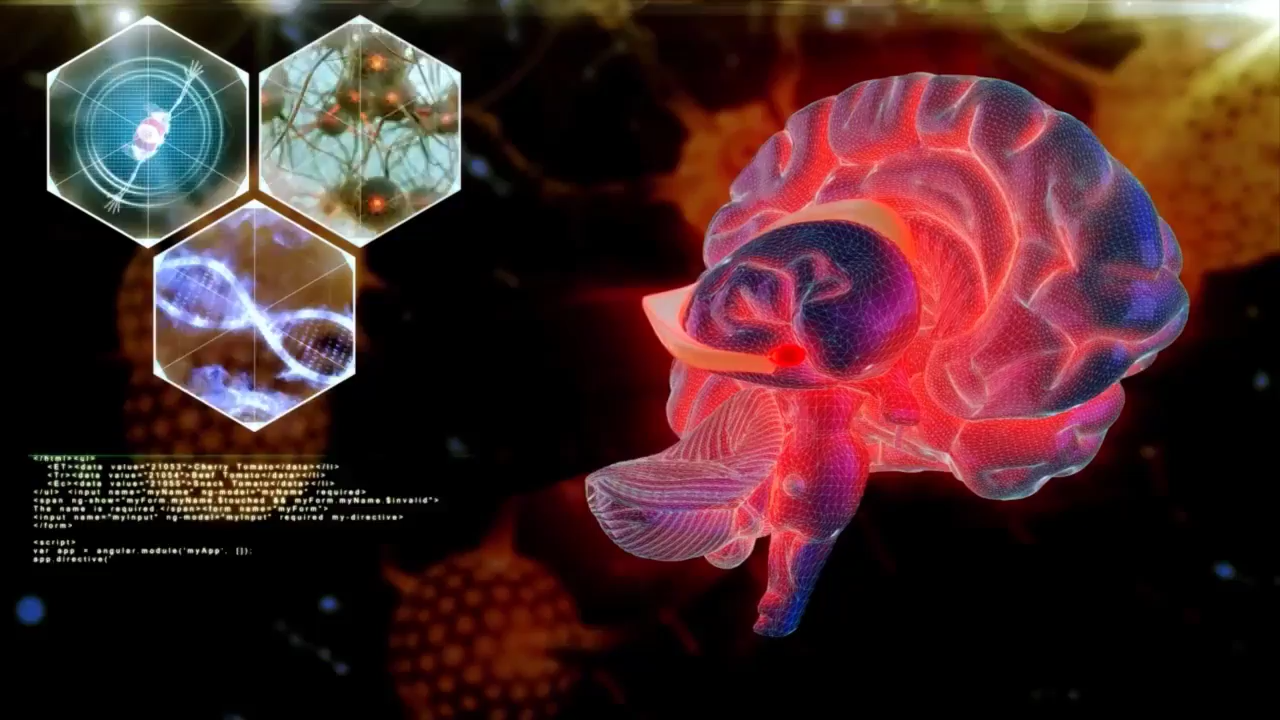 </html><ul>
<ET><data value="21053">Cherry Tomato</data></li>
<Tr><data value="21054">Beef Tomato</data></li>
<Ec><data value="21055">Tomato</data></li>
</ul> <input name="myName" ng-model="myName" required>
<span ng-show="myForm.myName.$touched && myForm.myName.$invalid">
The name is required.</span><form name="myForm">
<input name="myInput" ng-model="myInput" required my-directive>
</form>
<script>
var app = angular.module('myApp', []);
app.directive('